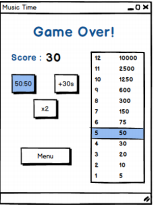 Music Time
Game Over!
Score : 30
50:50
+30s
x2
Menu
12 10000
11 2500
10 1250
9 600
8 300
7 150
6 75
5 50
4 30
3 20
2 10
1 5